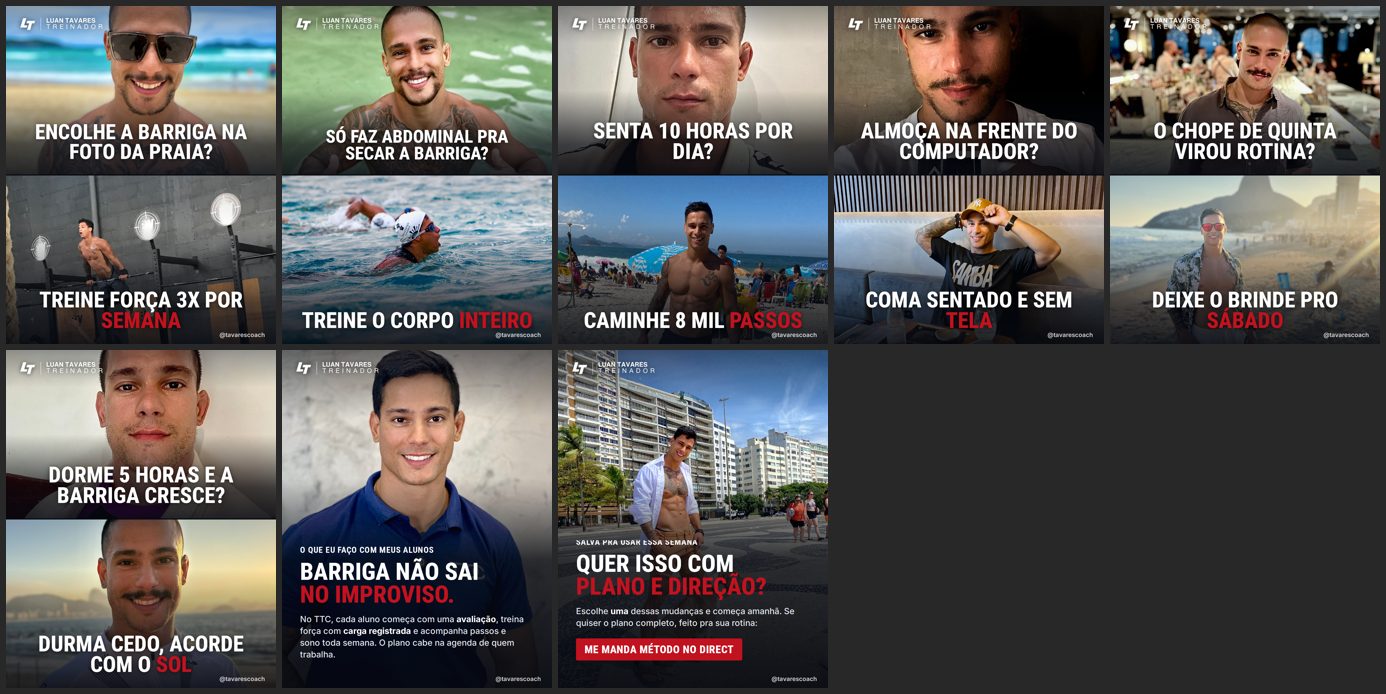 LT | LUAN TAVARES
TREINADOR
ENCOLHE A BARRIGA NA
FOTO DA PRAIA?
TREINE FORÇA 3X POR
SEMANA
@tavarescoach
LT | LUAN TAVARES
TREINADOR
SÓ FAZ ABDOMINAL PRA
SECAR A BARRIGA?
TREINE O CORPO INTEIRO
@tavarescoach
LT | LUAN TAVARES
TREINADOR
SENTA 10 HORAS POR
DIA?
CAMINHE 8 MIL PASSOS
@tavarescoach
LT | LUAN TAVARES
TREINADOR
ALMOÇA NA FRENTE DO
COMPUTADOR?
SAMBA
COMA SENTADO E SEM
TELA
@tavarescoach
LT | LUAN TAVARES
TREINADOR
O CHOPE DE QUINTA
VIROU ROTINA?
DEIXE O BRINDE PRO
SÁBADO
@tavarescoach
LT | LUAN TAVARES
TREINADOR
DORME 5 HORAS E A
BARRIGA CRESCE?
DURMA CEDO, ACORDE
COM O SOL
@tavarescoach
LT | LUAN TAVARES
TREINADOR
O QUE EU FAÇO COM MEUS ALUNOS
BARRIGA NÃO SAI
NO IMPROVISO.
No TTC, cada aluno começa com uma avaliação, treina
força com carga registrada e acompanha passos e
sono toda semana. O plano cabe na agenda de quem
trabalha.
@tavarescoach
LT | LUAN TAVARES
TREINADOR
SALVA PRA USAR ESSA SEMANA
QUER ISSO COM
PLANO E DIREÇÃO?
Escolhe uma dessas mudanças e começa amanhã. Se
quiser o plano completo, feito pra sua rotina:
ME MANDA MÉTODO NO DIRECT
@tavarescoach